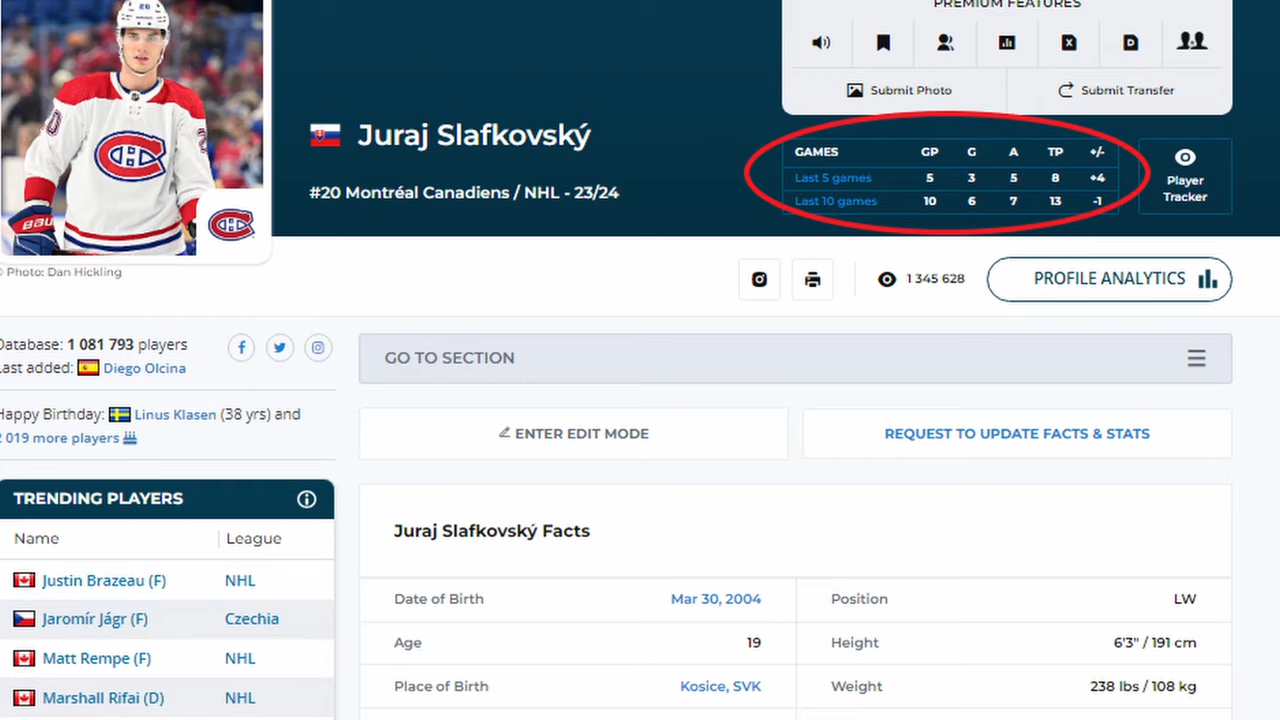 PREMIUM FEATURES
Submit Photo
Submit Transfer
Juraj Slafkovský
#20 Montréal Canadiens / NHL - 23/24
GAMES GP G A TP +/-
Last 5 games 5 3 5 8 +4
Last 10 games 10 6 7 13 -1
Player
Tracker
20
BAUER
© Photo: Dan Hickling
1 345 628
PROFILE ANALYTICS
Database: 1 081 793 players
Last added: Diego Olcina
Happy Birthday: Linus Klasen (38 yrs) and
2 019 more players
GO TO SECTION
ENTER EDIT MODE
REQUEST TO UPDATE FACTS & STATS
TRENDING PLAYERS
Name League
Justin Brazeau (F) NHL
Jaromír Jágr (F) Czechia
Matt Rempe (F) NHL
Marshall Rifai (D) NHL
Juraj Slafkovský Facts
Date of Birth Mar 30, 2004 Position LW
Age 19 Height 6'3" / 191 cm
Place of Birth Kosice, SVK Weight 238 lbs / 108 kg